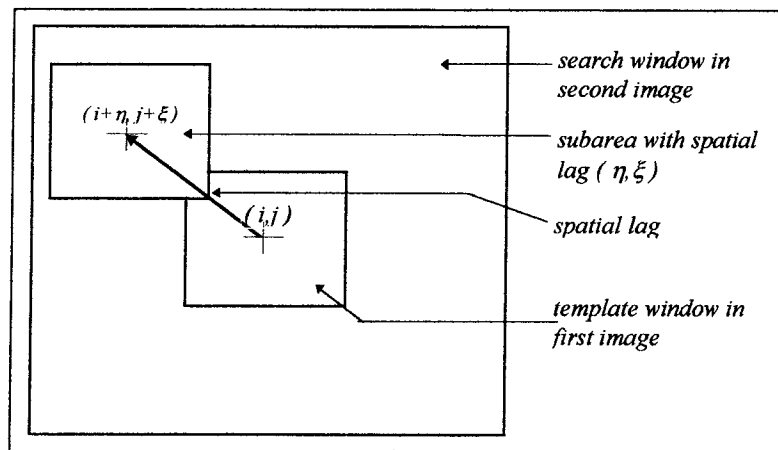 search window in
second image
(i+η, j+ξ)
subarea with spatial
lag ( η,ξ )
(i,j)
spatial lag
template window in
first image